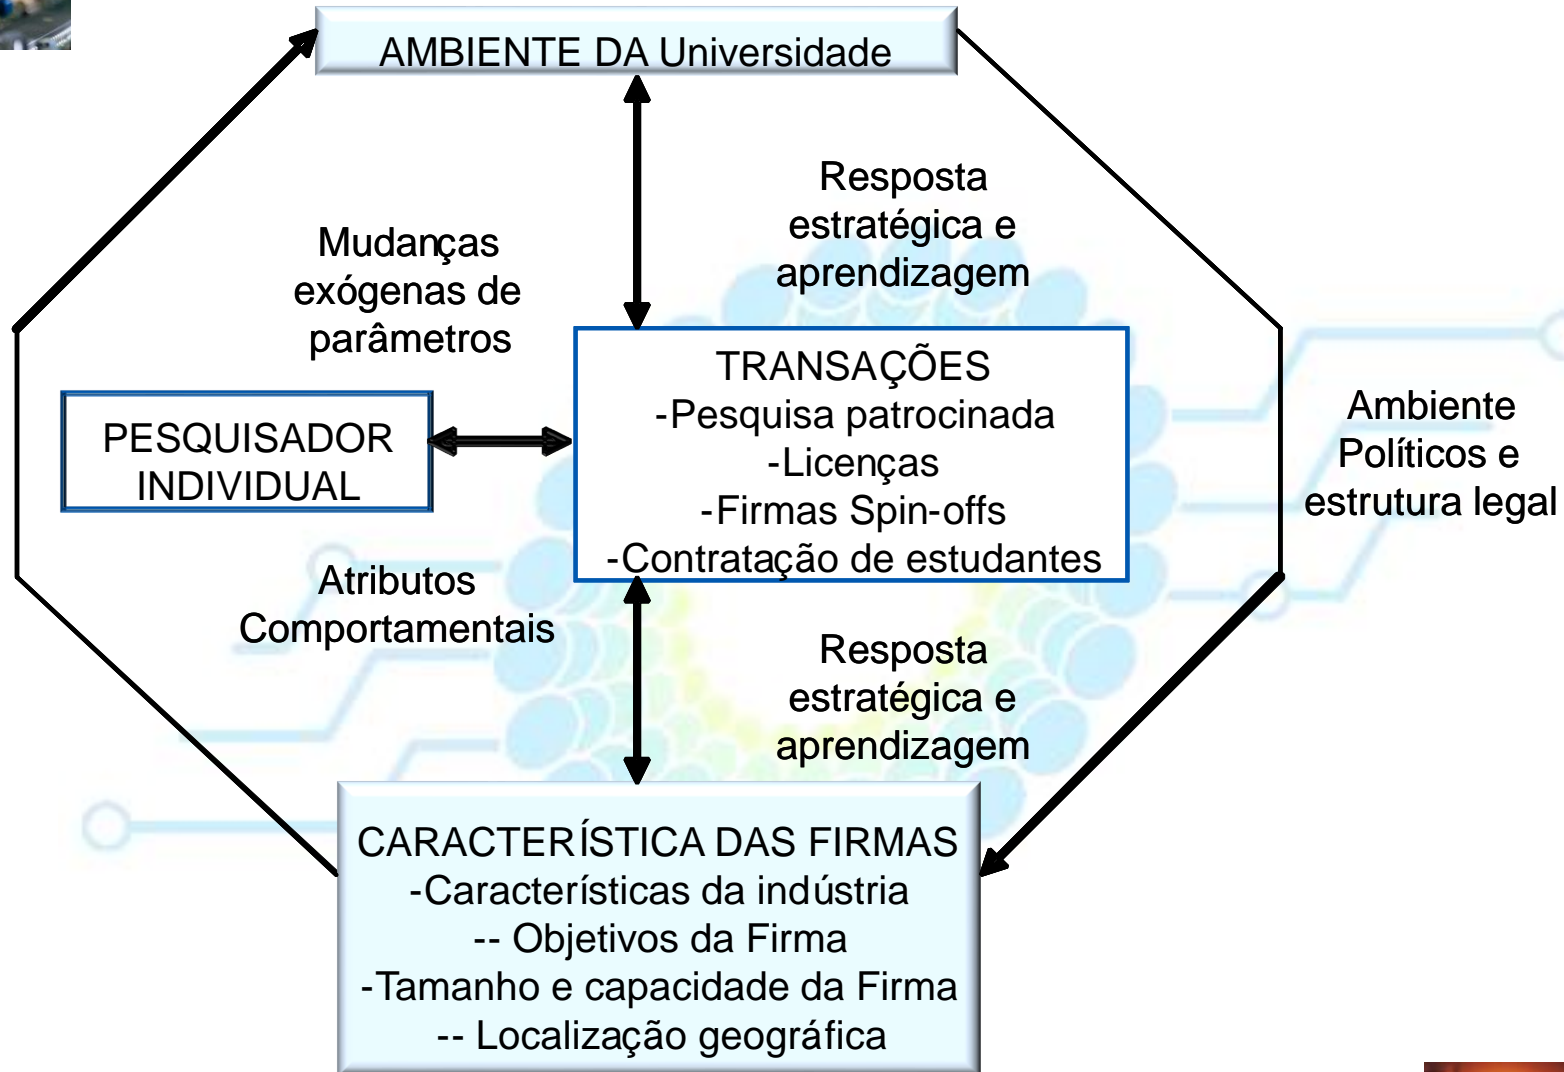 AMBIENTE DA Universidade
Resposta
estratégica e
aprendizagem
Mudanças
exógenas de
parâmetros
TRANSAÇÕES
-Pesquisa patrocinada
-Licenças
-Firmas Spin-offs
-Contratação de estudantes
PESQUISADOR
INDIVIDUAL
Ambiente
Políticos e
estrutura legal
Atributos
Comportamentais
Resposta
estratégica e
aprendizagem
CARACTERÍSTICA DAS FIRMAS
-Características da indústria
-- Objetivos da Firma
-Tamanho e capacidade da Firma
-- Localização geográfica